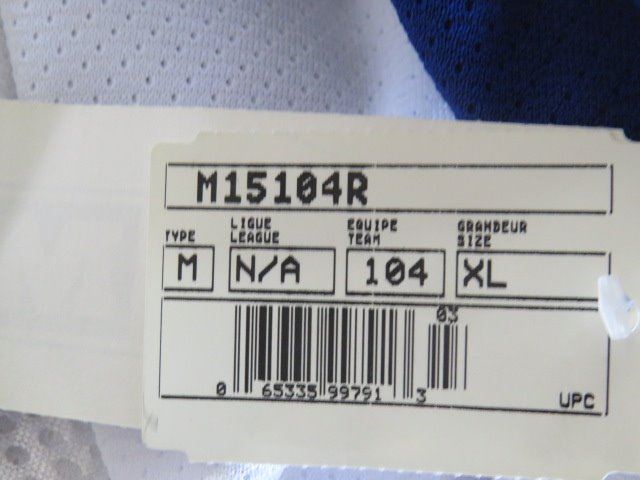 M15104R
TYPE
LIGUE
LEAGUE
EQUIPE
TEAM
GRANDEUR
SIZE
M
N/A
104
XL
03
0 65335 99791 3
UPC